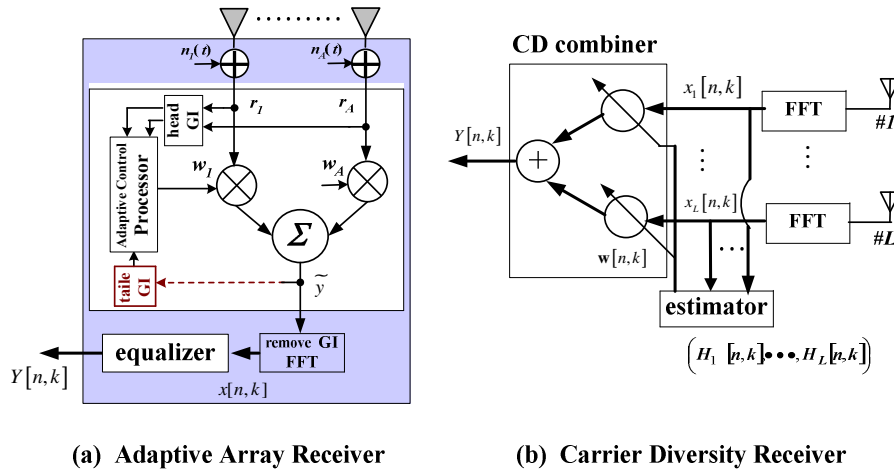 n1(t)
nA(t)
r1
rA
head
GI
Adaptive Control
Processor
w1
wA
Σ
taile
GI
ỹ
remove GI
FFT
equalizer
Y[n,k]
x[n,k]
(a) Adaptive Array Receiver
CD combiner
x1[n,k]
FFT
#1
Y[n,k]
+
xL[n,k]
FFT
#L
w[n,k]
estimator
(H1 [n,k]•••,HL[n,k])
(b) Carrier Diversity Receiver